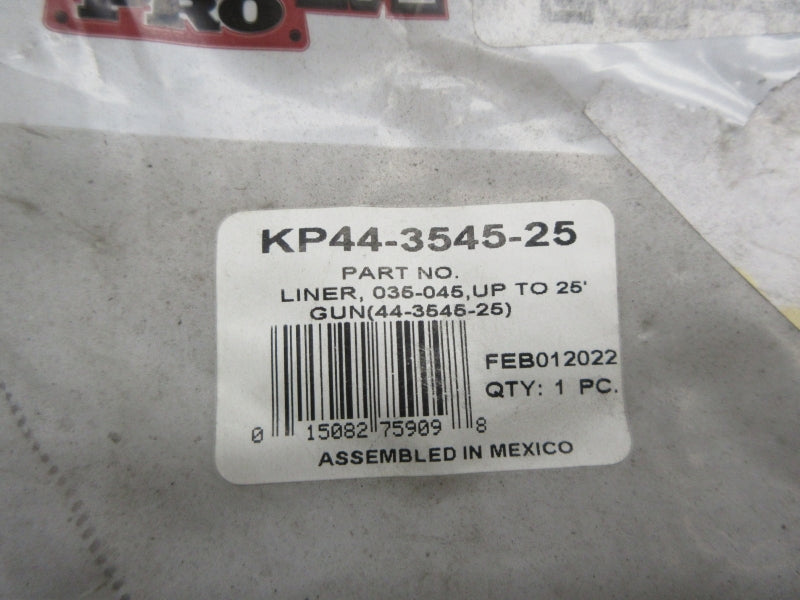 PRO
KP44-3545-25
PART NO.
LINER, 035-045,UP TO 25'
GUN(44-3545-25)
FEB012022
QTY: 1 PC.
0 15082 75909 8
ASSEMBLED IN MEXICO